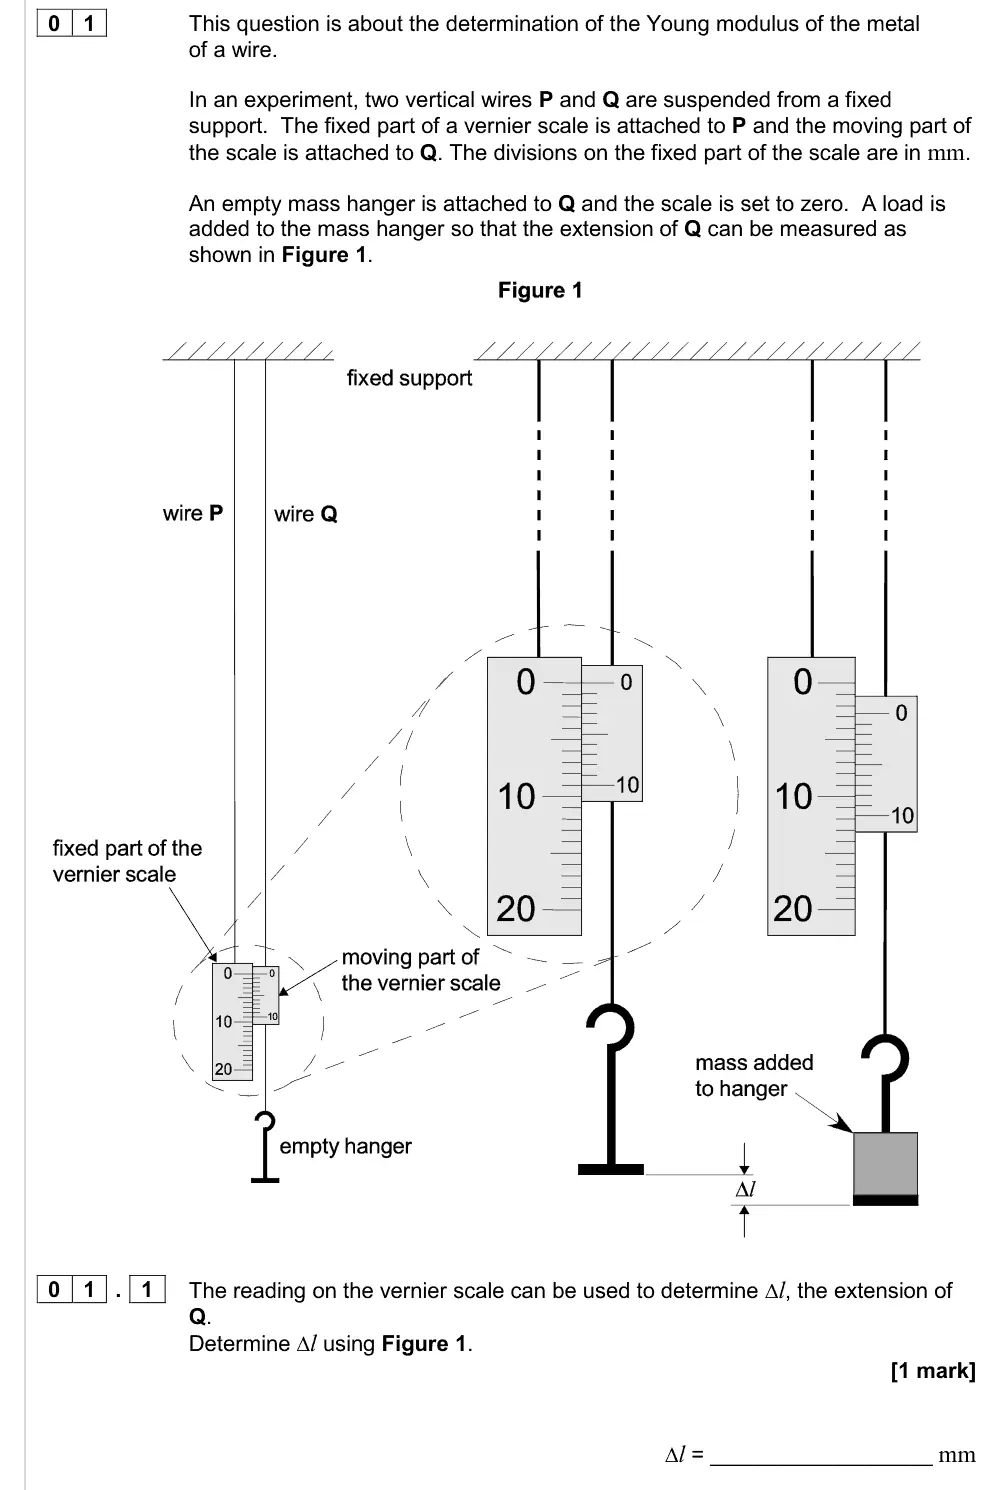 0 1
This question is about the determination of the Young modulus of the metal
of a wire.
In an experiment, two vertical wires P and Q are suspended from a fixed
support. The fixed part of a vernier scale is attached to P and the moving part of
the scale is attached to Q. The divisions on the fixed part of the scale are in mm.
An empty mass hanger is attached to Q and the scale is set to zero. A load is
added to the mass hanger so that the extension of Q can be measured as
shown in Figure 1.
Figure 1
fixed support
wire P
wire Q
0
0
10
10
20
0
0
10
10
20
fixed part of the
vernier scale
moving part of
the vernier scale
0
0
10
10
20
empty hanger
mass added
to hanger
Δl
0 1 . 1
The reading on the vernier scale can be used to determine Δl, the extension of
Q.
Determine Δl using Figure 1.
[1 mark]
Δl = ____________________ mm